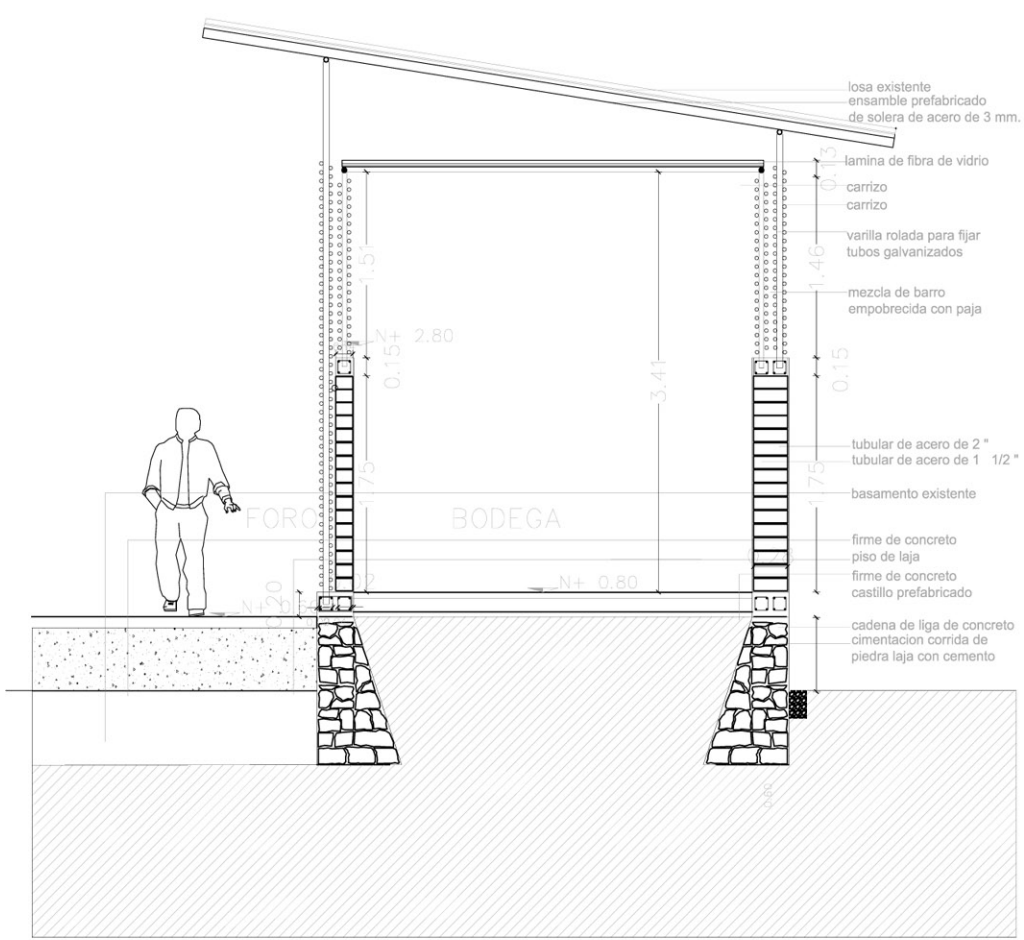 losa existente
ensamble prefabricado
de solera de acero de 3 mm.
lamina de fibra de vidrio
0.13
carrizo
carrizo
varilla rolada para fijar
tubos galvanizados
1.51
1.46
mezcla de barro
empobrecida con paja
N+ 2.80
0.15
0.15
3.41
tubular de acero de 2 "
tubular de acero de 1 1/2 "
1.75
1.75
basamento existente
FORO
BODEGA
firme de concreto
piso de laja
firme de concreto
castillo prefabricado
N+ 0.80
0.20
cadena de liga de concreto
cimentacion corrida de
piedra laja con cemento
0.60